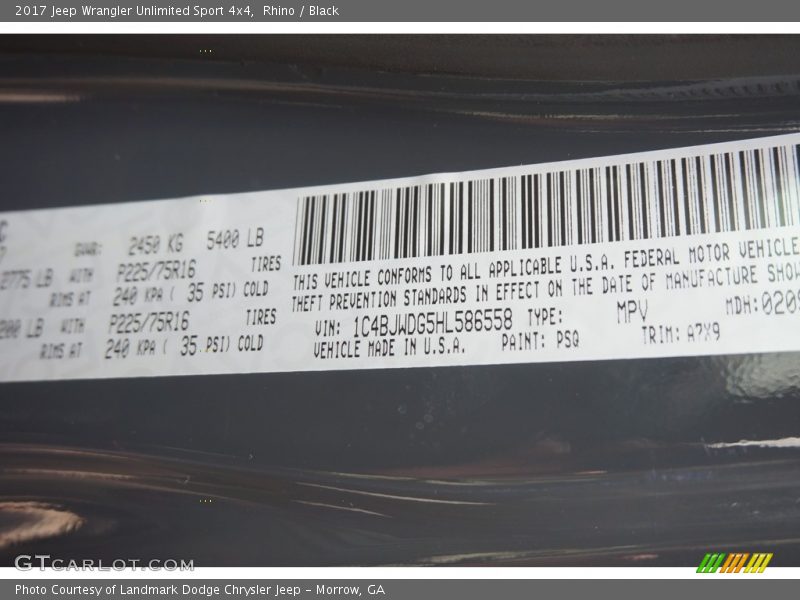 2017 Jeep Wrangler Unlimited Sport 4x4, Rhino / Black
GVWR: 2450 KG 5400 LB
2775 LB WITH P225/75R16 TIRES
RIMS AT 240 KPA ( 35 PSI) COLD
200 LB WITH P225/75R16 TIRES
RIMS AT 240 KPA ( 35 PSI) COLD
THIS VEHICLE CONFORMS TO ALL APPLICABLE U.S.A. FEDERAL MOTOR VEHICLE
THEFT PREVENTION STANDARDS IN EFFECT ON THE DATE OF MANUFACTURE SHOW
VIN: 1C4BJWDG5HL586558 TYPE: MPV MDH: 0209
VEHICLE MADE IN U.S.A. PAINT: PSQ TRIM: A7X9
GTCARLOT.COM
Photo Courtesy of Landmark Dodge Chrysler Jeep – Morrow, GA